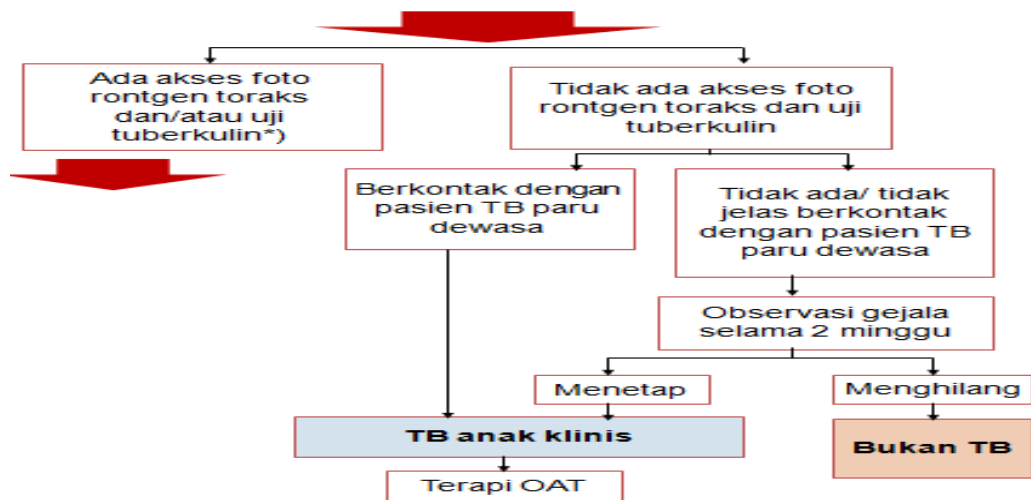 Ada akses foto
rontgen toraks
dan/atau uji
tuberkulin*)
Tidak ada akses foto
rontgen toraks dan uji
tuberkulin
Berkontak dengan
pasien TB paru
dewasa
Tidak ada/ tidak
jelas berkontak
dengan pasien TB
paru dewasa
Observasi gejala
selama 2 minggu
Menetap
Menghilang
TB anak klinis
Bukan TB
Terapi OAT